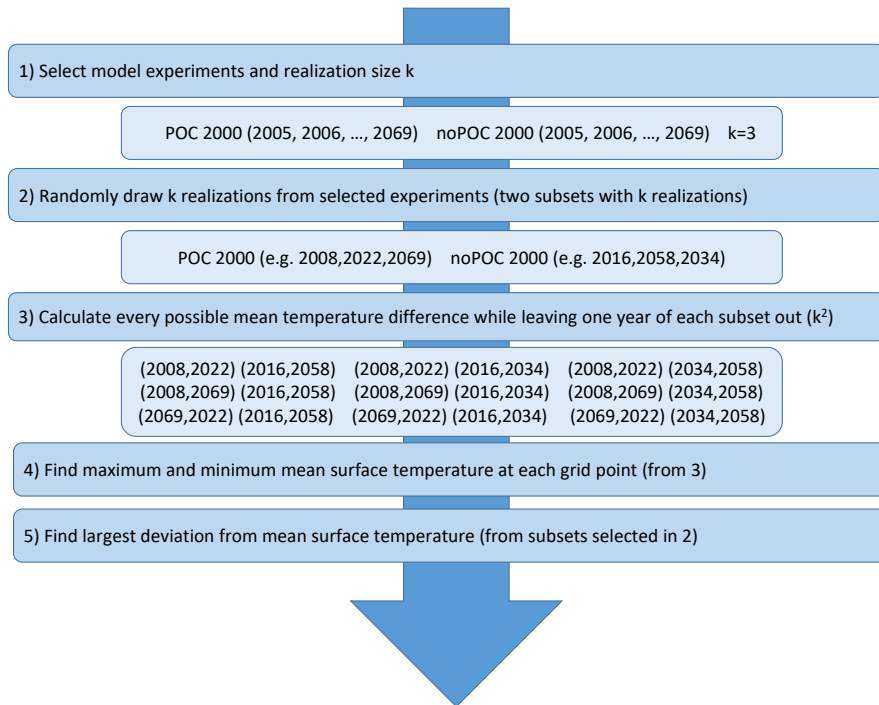 1) Select model experiments and realization size k
POC 2000 (2005, 2006, …, 2069) noPOC 2000 (2005, 2006, …, 2069) k=3
2) Randomly draw k realizations from selected experiments (two subsets with k realizations)
POC 2000 (e.g. 2008,2022,2069) noPOC 2000 (e.g. 2016,2058,2034)
3) Calculate every possible mean temperature difference while leaving one year of each subset out (k²)
(2008,2022) (2016,2058) (2008,2022) (2016,2034) (2008,2022) (2034,2058)
(2008,2069) (2016,2058) (2008,2069) (2016,2034) (2008,2069) (2034,2058)
(2069,2022) (2016,2058) (2069,2022) (2016,2034) (2069,2022) (2034,2058)
4) Find maximum and minimum mean surface temperature at each grid point (from 3)
5) Find largest deviation from mean surface temperature (from subsets selected in 2)